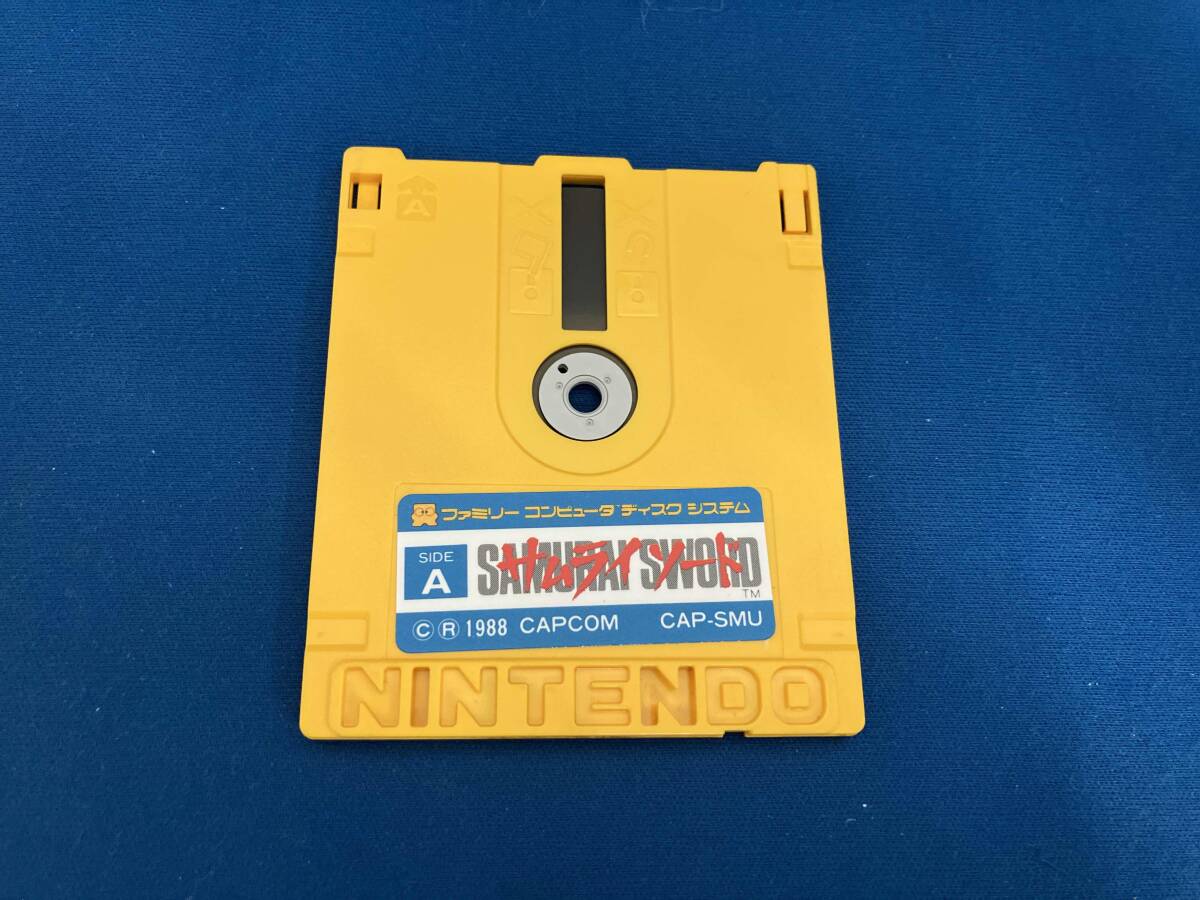 A
ファミリー コンピュータ ディスク システム
SIDE
A
SAMURAI SWORD
サムライソード
TM
©®1988 CAPCOM CAP-SMU
NINTENDO